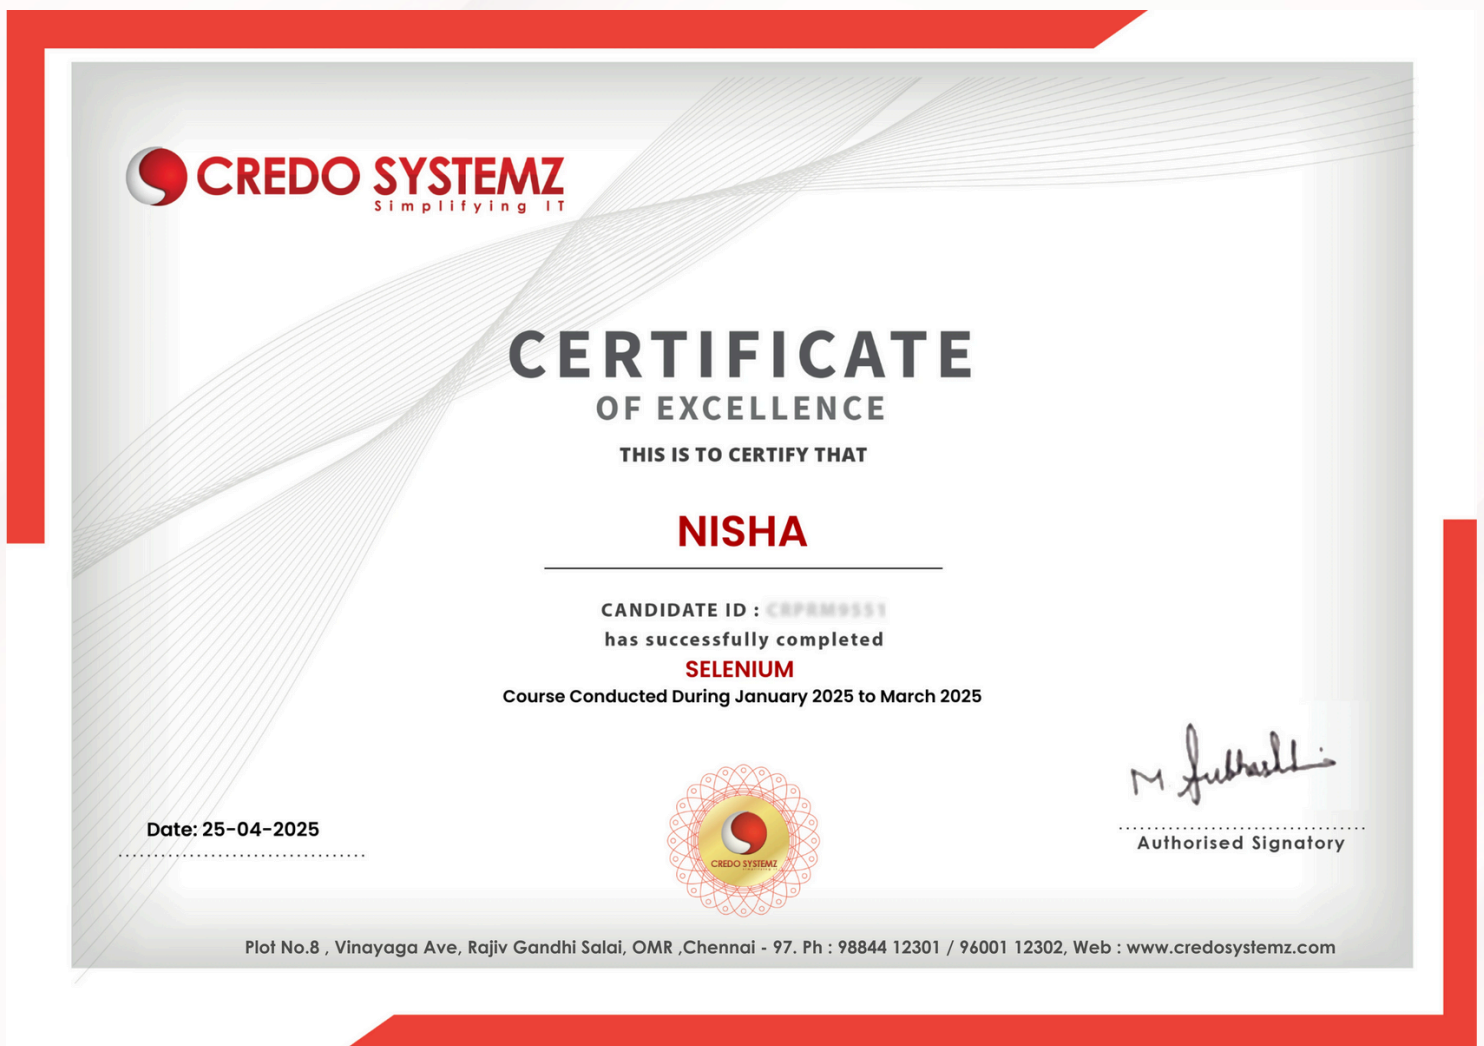 CREDO SYSTEMZ
Simplifying IT
CERTIFICATE
OF EXCELLENCE
THIS IS TO CERTIFY THAT
NISHA
CANDIDATE ID :
has successfully completed
SELENIUM
Course Conducted During January 2025 to March 2025
M
Date: 25-04-2025
Authorised Signatory
CREDO SYSTEMZ
Plot No.8 , Vinayaga Ave, Rajiv Gandhi Salai, OMR ,Chennai - 97. Ph : 98844 12301 / 96001 12302, Web : www.credosystemz.com